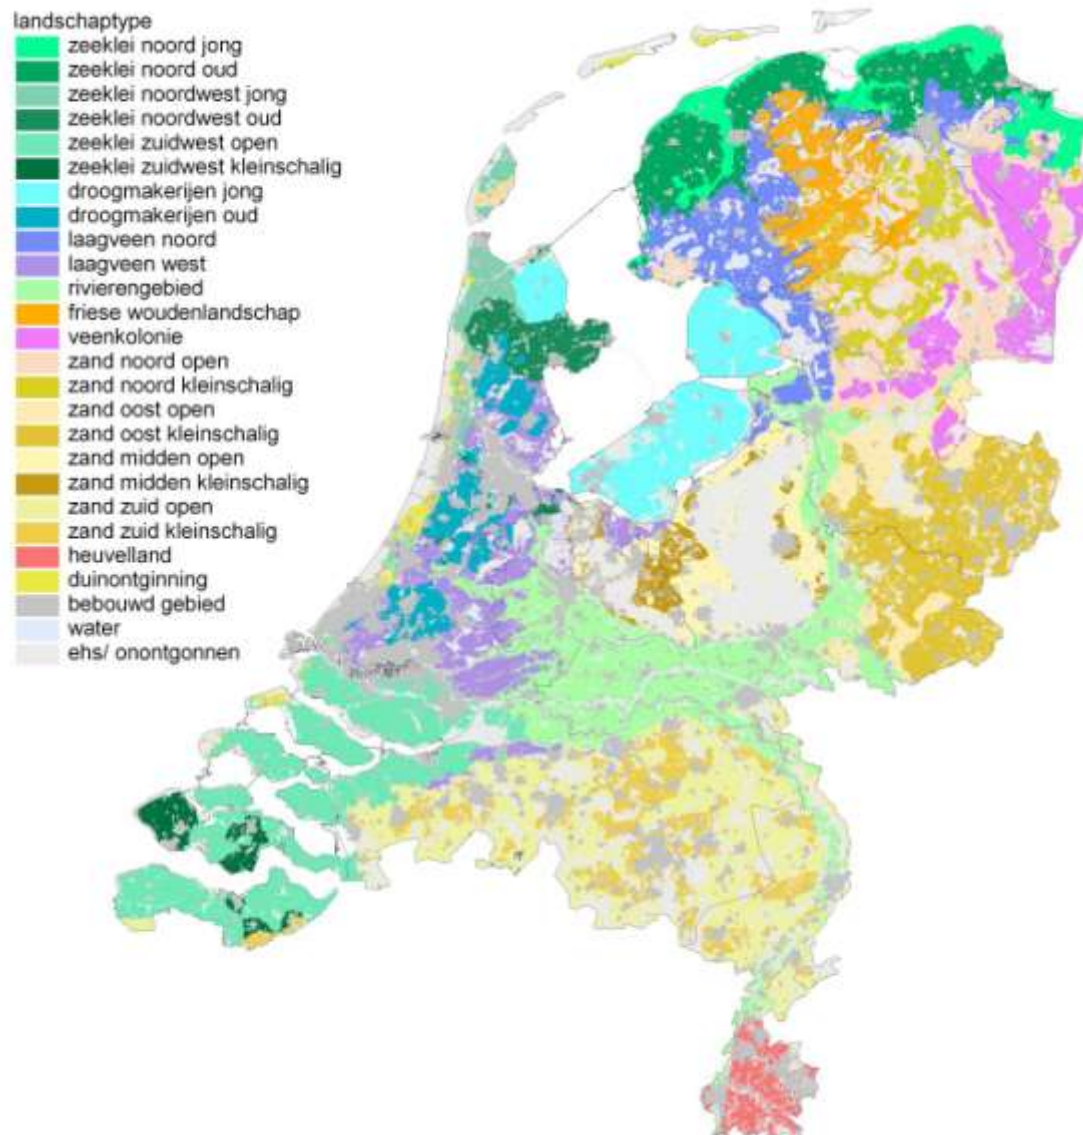 landschaptype
zeeklei noord jong
zeeklei noord oud
zeeklei noordwest jong
zeeklei noordwest oud
zeeklei zuidwest open
zeeklei zuidwest kleinschalig
droogmakerijen jong
droogmakerijen oud
laagveen noord
laagveen west
rivierengebied
friese woudenlandschap
veenkolonie
zand noord open
zand noord kleinschalig
zand oost open
zand oost kleinschalig
zand midden open
zand midden kleinschalig
zand zuid open
zand zuid kleinschalig
heuvelland
duinontginning
bebouwd gebied
water
ehs/ onontgonnen